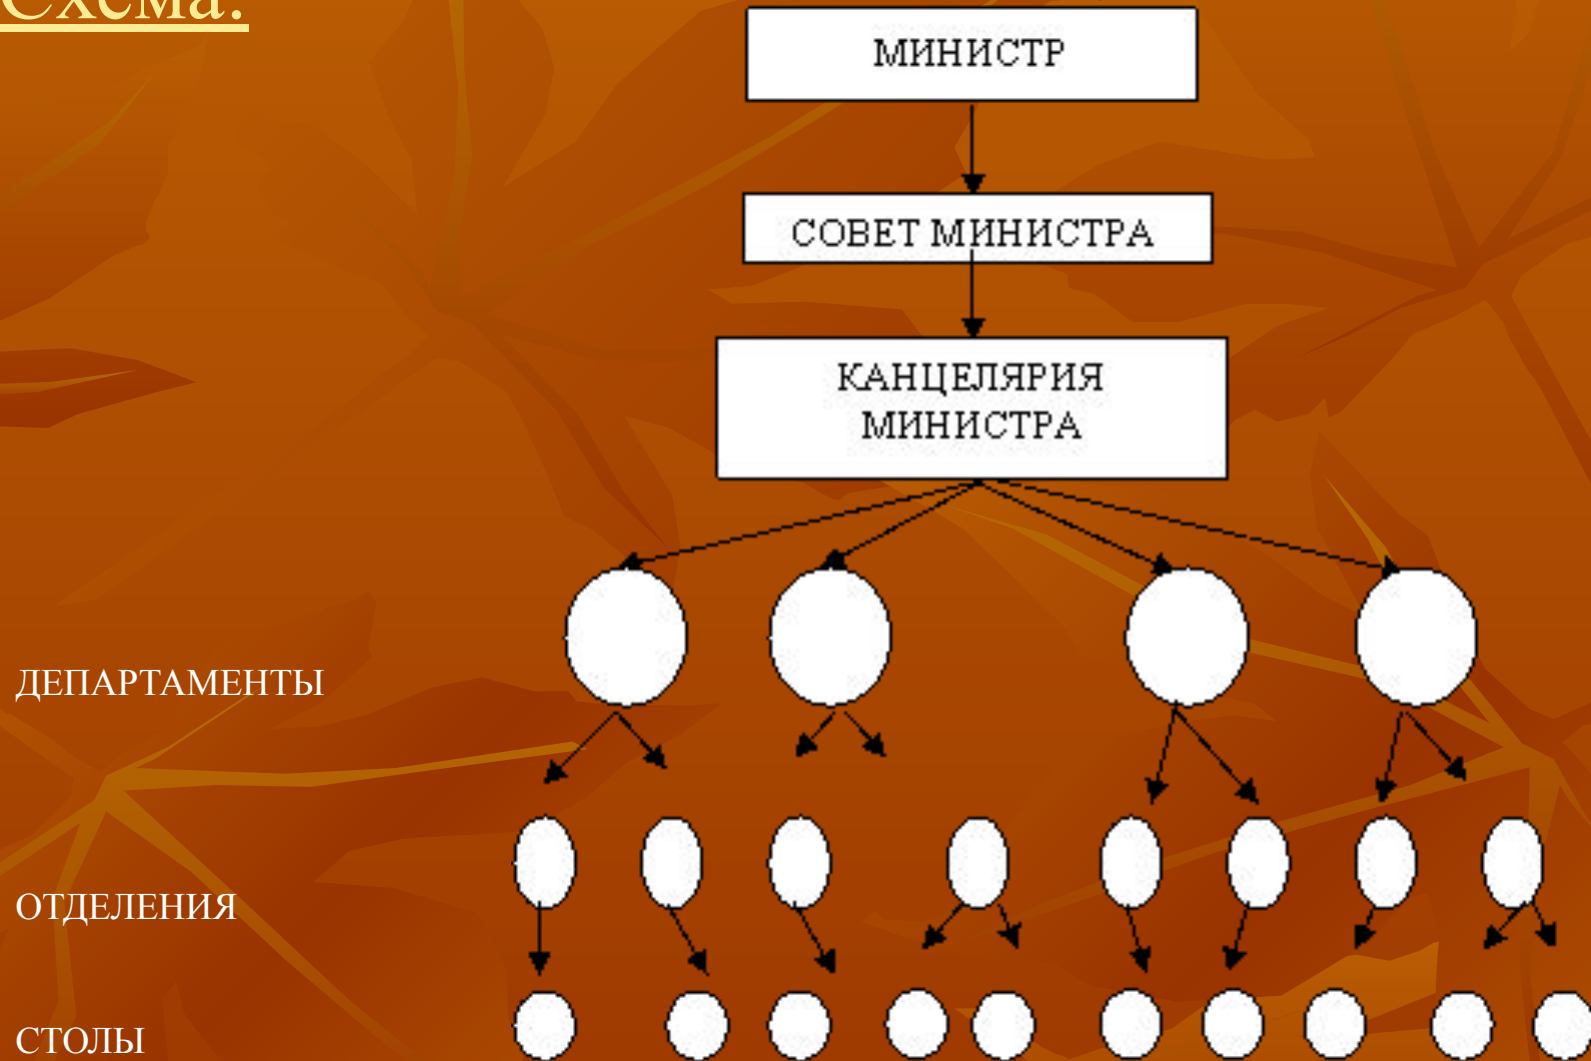 Схема:
МИНИСТР
СОВЕТ МИНИСТРА
КАНЦЕЛЯРИЯ
МИНИСТРА
ДЕПАРТАМЕНТЫ
ОТДЕЛЕНИЯ
СТОЛЫ